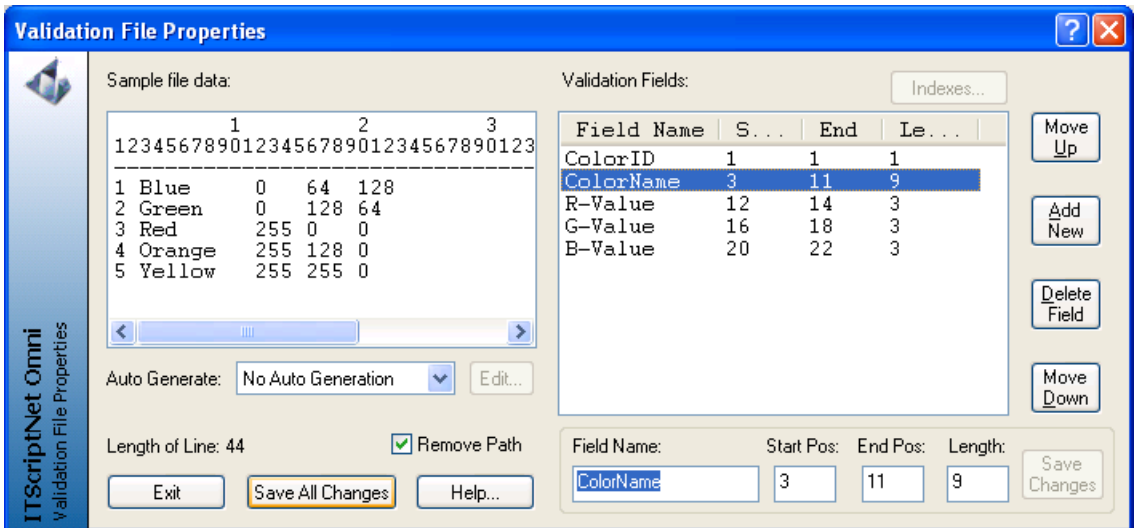 Validation File Properties
Sample file data:
1 2 3
123456789012345678901234567890123
1 Blue 0 64 128
2 Green 0 128 64
3 Red 255 0 0
4 Orange 255 128 0
5 Yellow 255 255 0
Auto Generate: No Auto Generation Edit...
Length of Line: 44 Remove Path
Exit Save All Changes Help...
Validation Fields: Indexes...
Field Name S... End Le...
ColorID 1 1 1
ColorName 3 11 9
R-Value 12 14 3
G-Value 16 18 3
B-Value 20 22 3
Move Up
Add New
Delete Field
Move Down
Field Name: Start Pos: End Pos: Length:
ColorName 3 11 9 Save Changes
ITScriptNet Omni
Validation File Properties